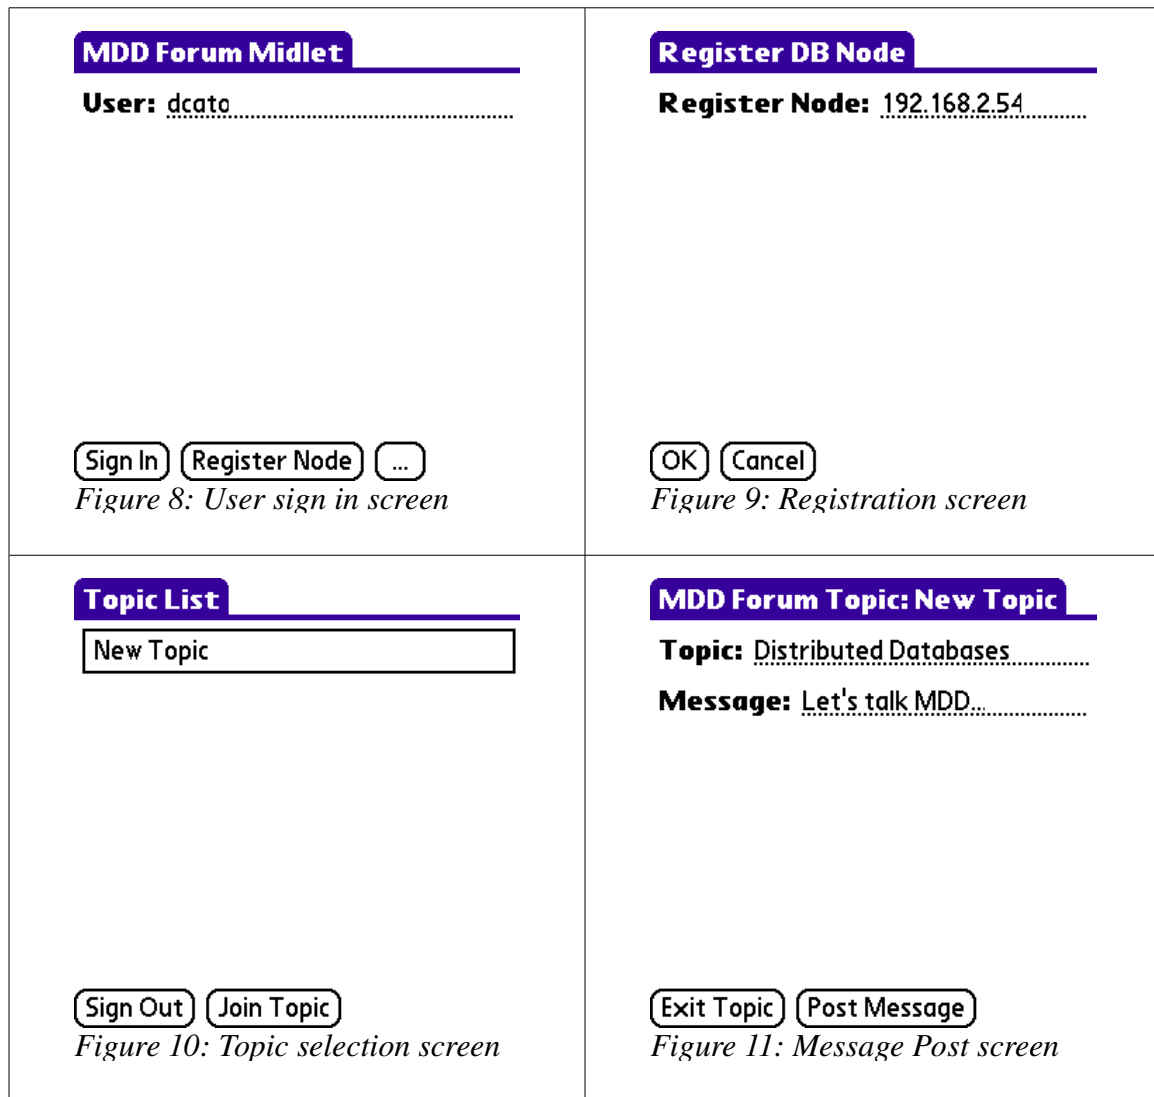 MDD Forum Midlet
User: dcato
Sign In Register Node ...
Figure 8: User sign in screen
Register DB Node
Register Node: 192.168.2.54
OK Cancel
Figure 9: Registration screen
Topic List
New Topic
Sign Out Join Topic
Figure 10: Topic selection screen
MDD Forum Topic: New Topic
Topic: Distributed Databases
Message: Let's talk MDD...
Exit Topic Post Message
Figure 11: Message Post screen